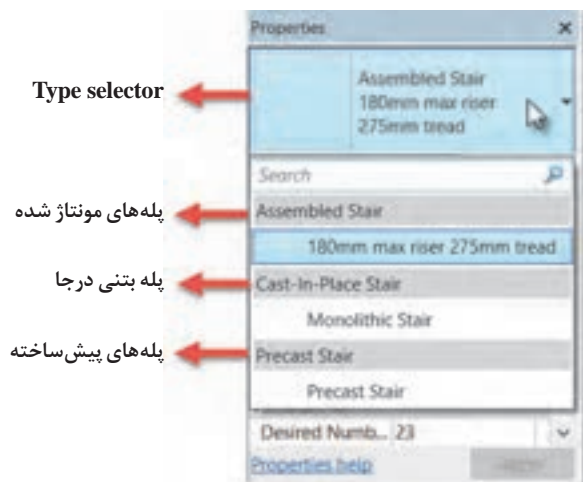 Properties
Assembled Stair
180mm max riser
275mm tread
Type selector
Search
پله‌های مونتاژ شده
Assembled Stair
180mm max riser 275mm tread
پله بتنی درجا
Cast-In-Place Stair
Monolithic Stair
پله‌های پیش‌ساخته
Precast Stair
Precast Stair
Desired Numb... 23
Properties help